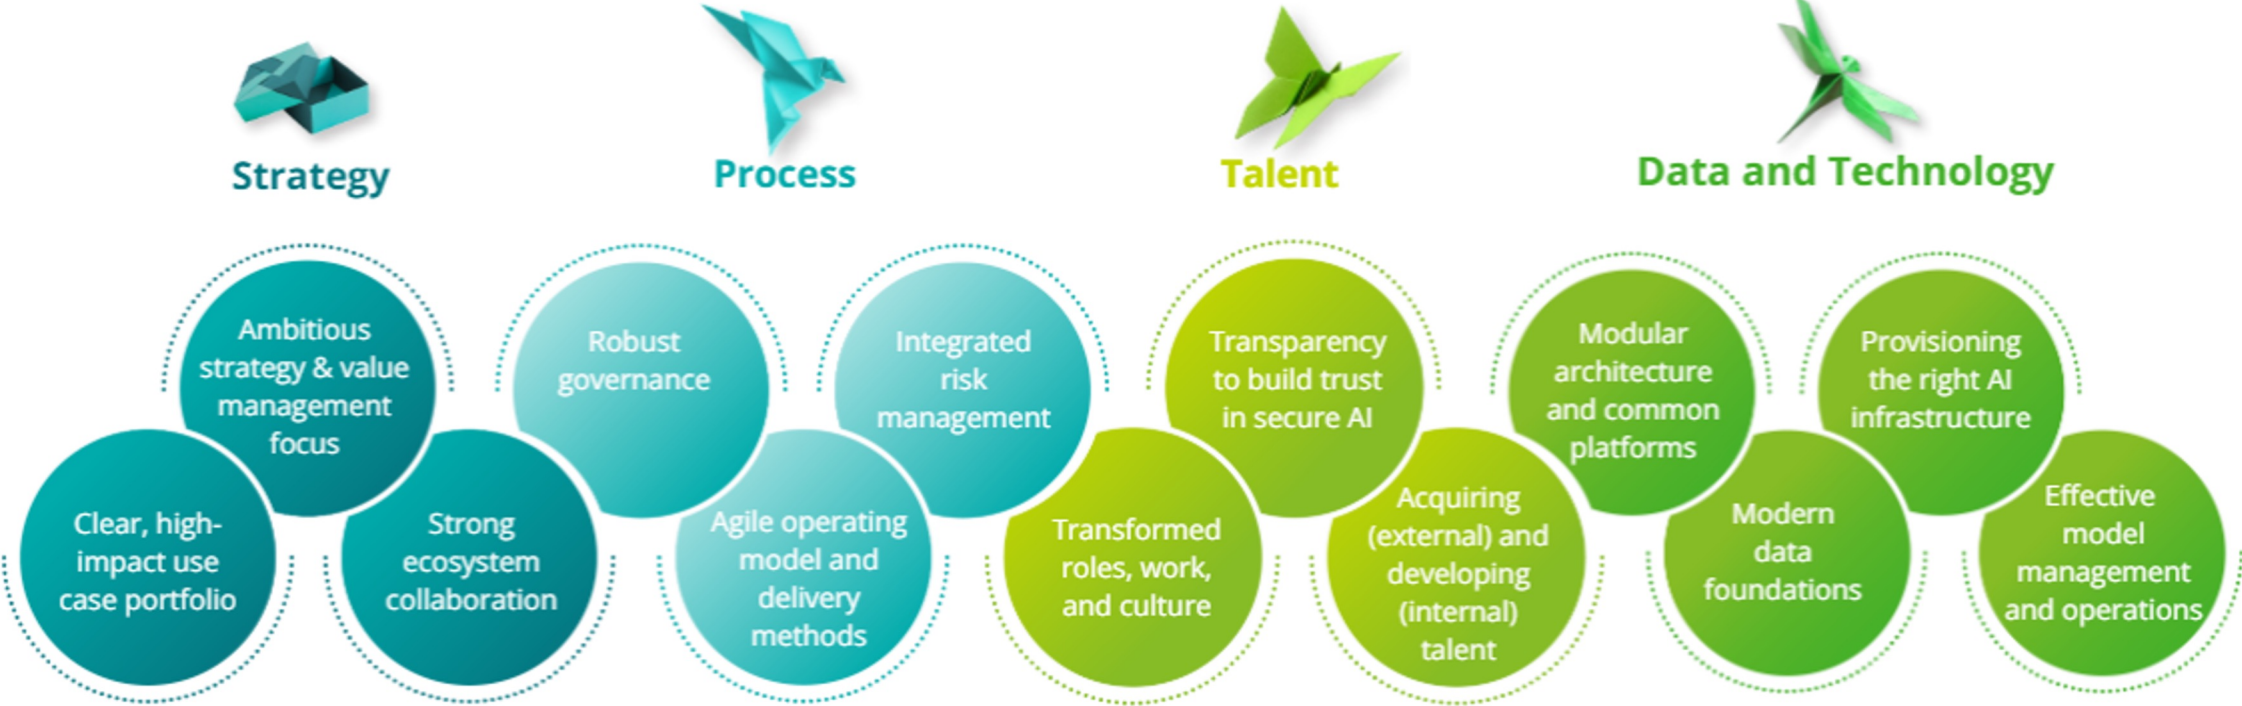 Strategy
Process
Talent
Data and Technology
Clear, high-
impact use
case portfolio
Ambitious
strategy & value
management
focus
Strong
ecosystem
collaboration
Robust
governance
Agile operating
model and
delivery
methods
Integrated
risk
management
Transformed
roles, work,
and culture
Transparency
to build trust
in secure AI
Acquiring
(external) and
developing
(internal)
talent
Modular
architecture
and common
platforms
Modern
data
foundations
Provisioning
the right AI
infrastructure
Effective
model
management
and operations